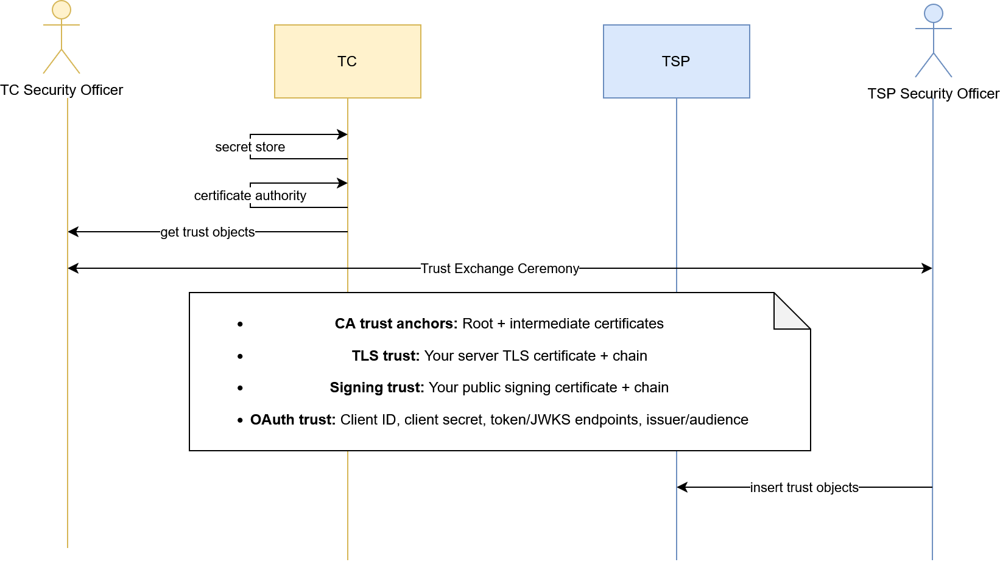 TC Security Officer
TC
TSP
TSP Security Officer
secret store
certificate authority
get trust objects
Trust Exchange Ceremony
• CA trust anchors: Root + intermediate certificates
• TLS trust: Your server TLS certificate + chain
• Signing trust: Your public signing certificate + chain
• OAuth trust: Client ID, client secret, token/JWKS endpoints, issuer/audience
insert trust objects